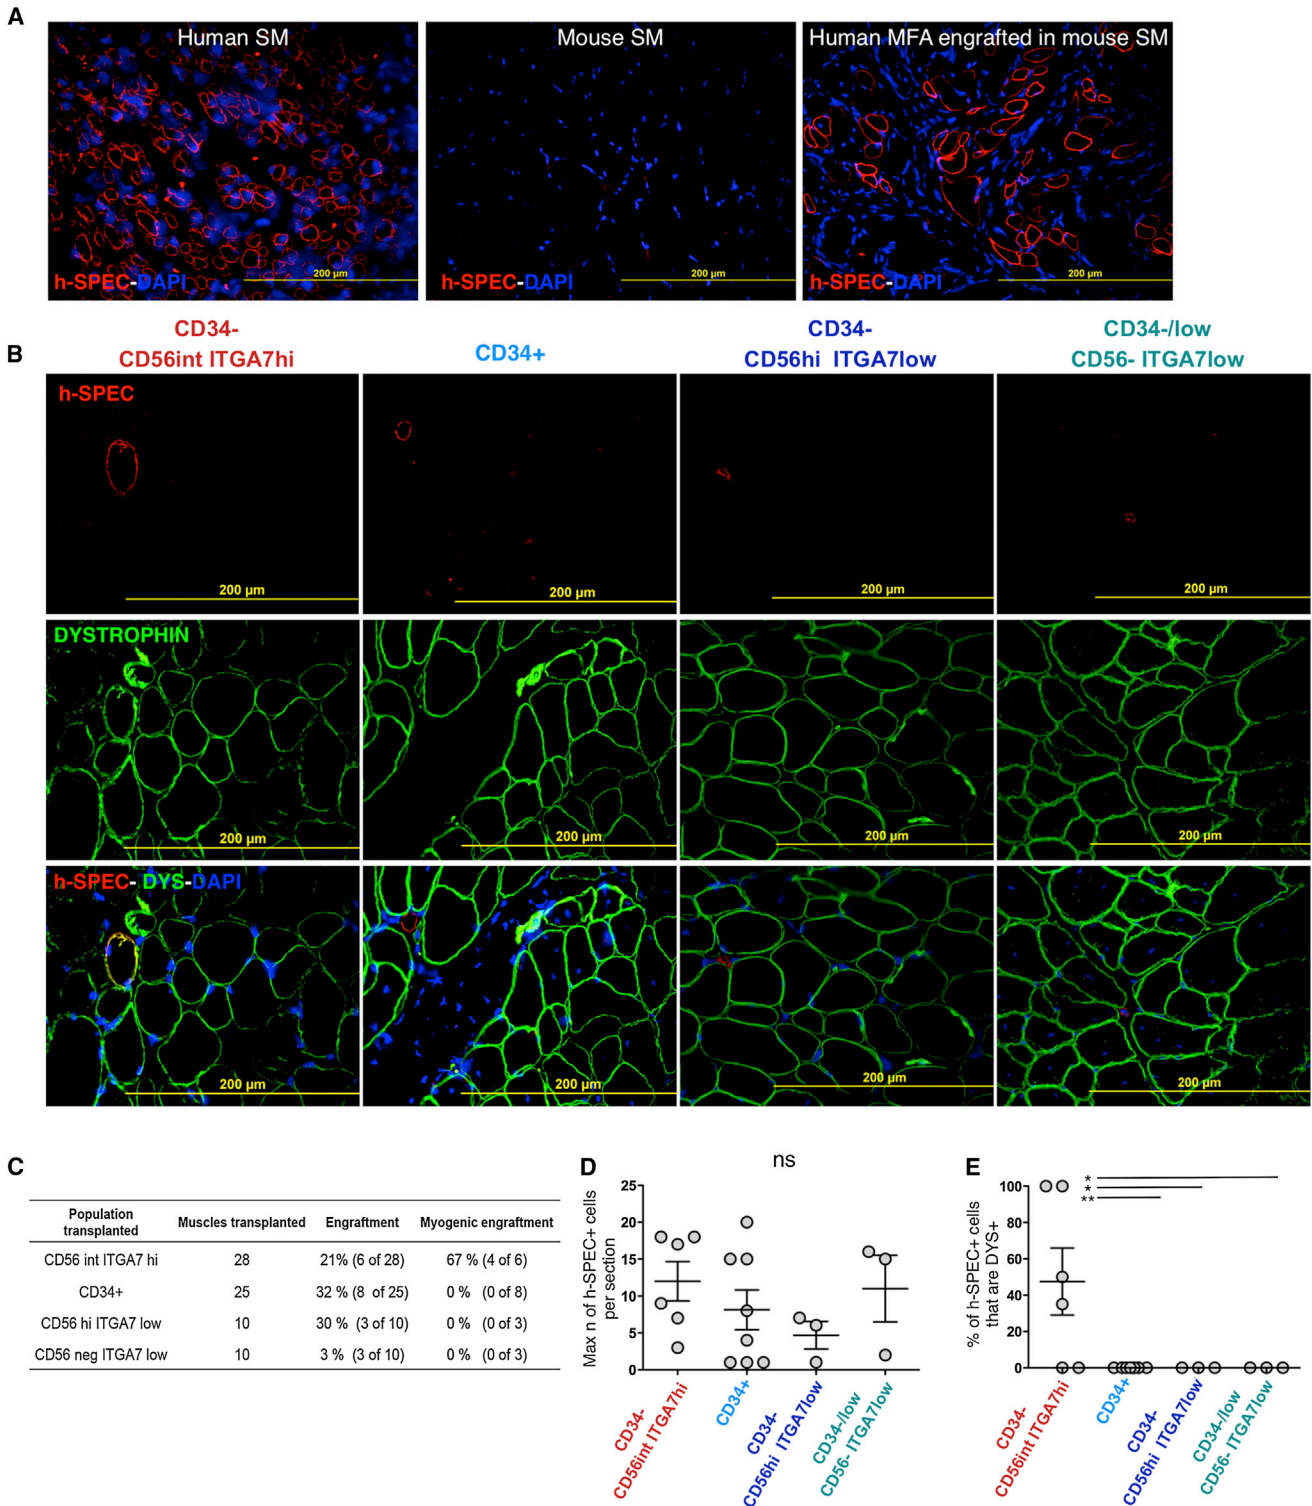 A
Human SM
Mouse SM
Human MFA engrafted in mouse SM
200 µm
200 µm
200 µm
h-SPEC-DAPI
h-SPEC-DAPI
h-SPEC-DAPI
B
CD34-
CD56int ITGA7hi
CD34+
CD34-
CD56hi ITGA7low
CD34-/low
CD56- ITGA7low
h-SPEC
200 µm
200 µm
200 µm
200 µm
DYSTROPHIN
200 µm
200 µm
200 µm
200 µm
h-SPEC- DYS-DAPI
200 µm
200 µm
200 µm
200 µm
C
Population transplanted
Muscles transplanted
Engraftment
Myogenic engraftment
CD56 int ITGA7 hi 28 21% (6 of 28) 67 % (4 of 6)
CD34+ 25 32 % (8 of 25) 0 % (0 of 8)
CD56 hi ITGA7 low 10 30 % (3 of 10) 0 % (0 of 3)
CD56 neg ITGA7 low 10 3 % (3 of 10) 0 % (0 of 3)
D
ns
Max n of h-SPEC+ cells
per section
25
20
15
10
5
0
CD34-
CD56int ITGA7hi
CD34+
CD34-
CD56hi ITGA7low
CD34-/low
CD56- ITGA7low
E
% of h-SPEC+ cells
that are DYS+
100
80
60
40
20
0
*
*
**
CD34-
CD56int ITGA7hi
CD34+
CD34-
CD56hi ITGA7low
CD34-/low
CD56- ITGA7low